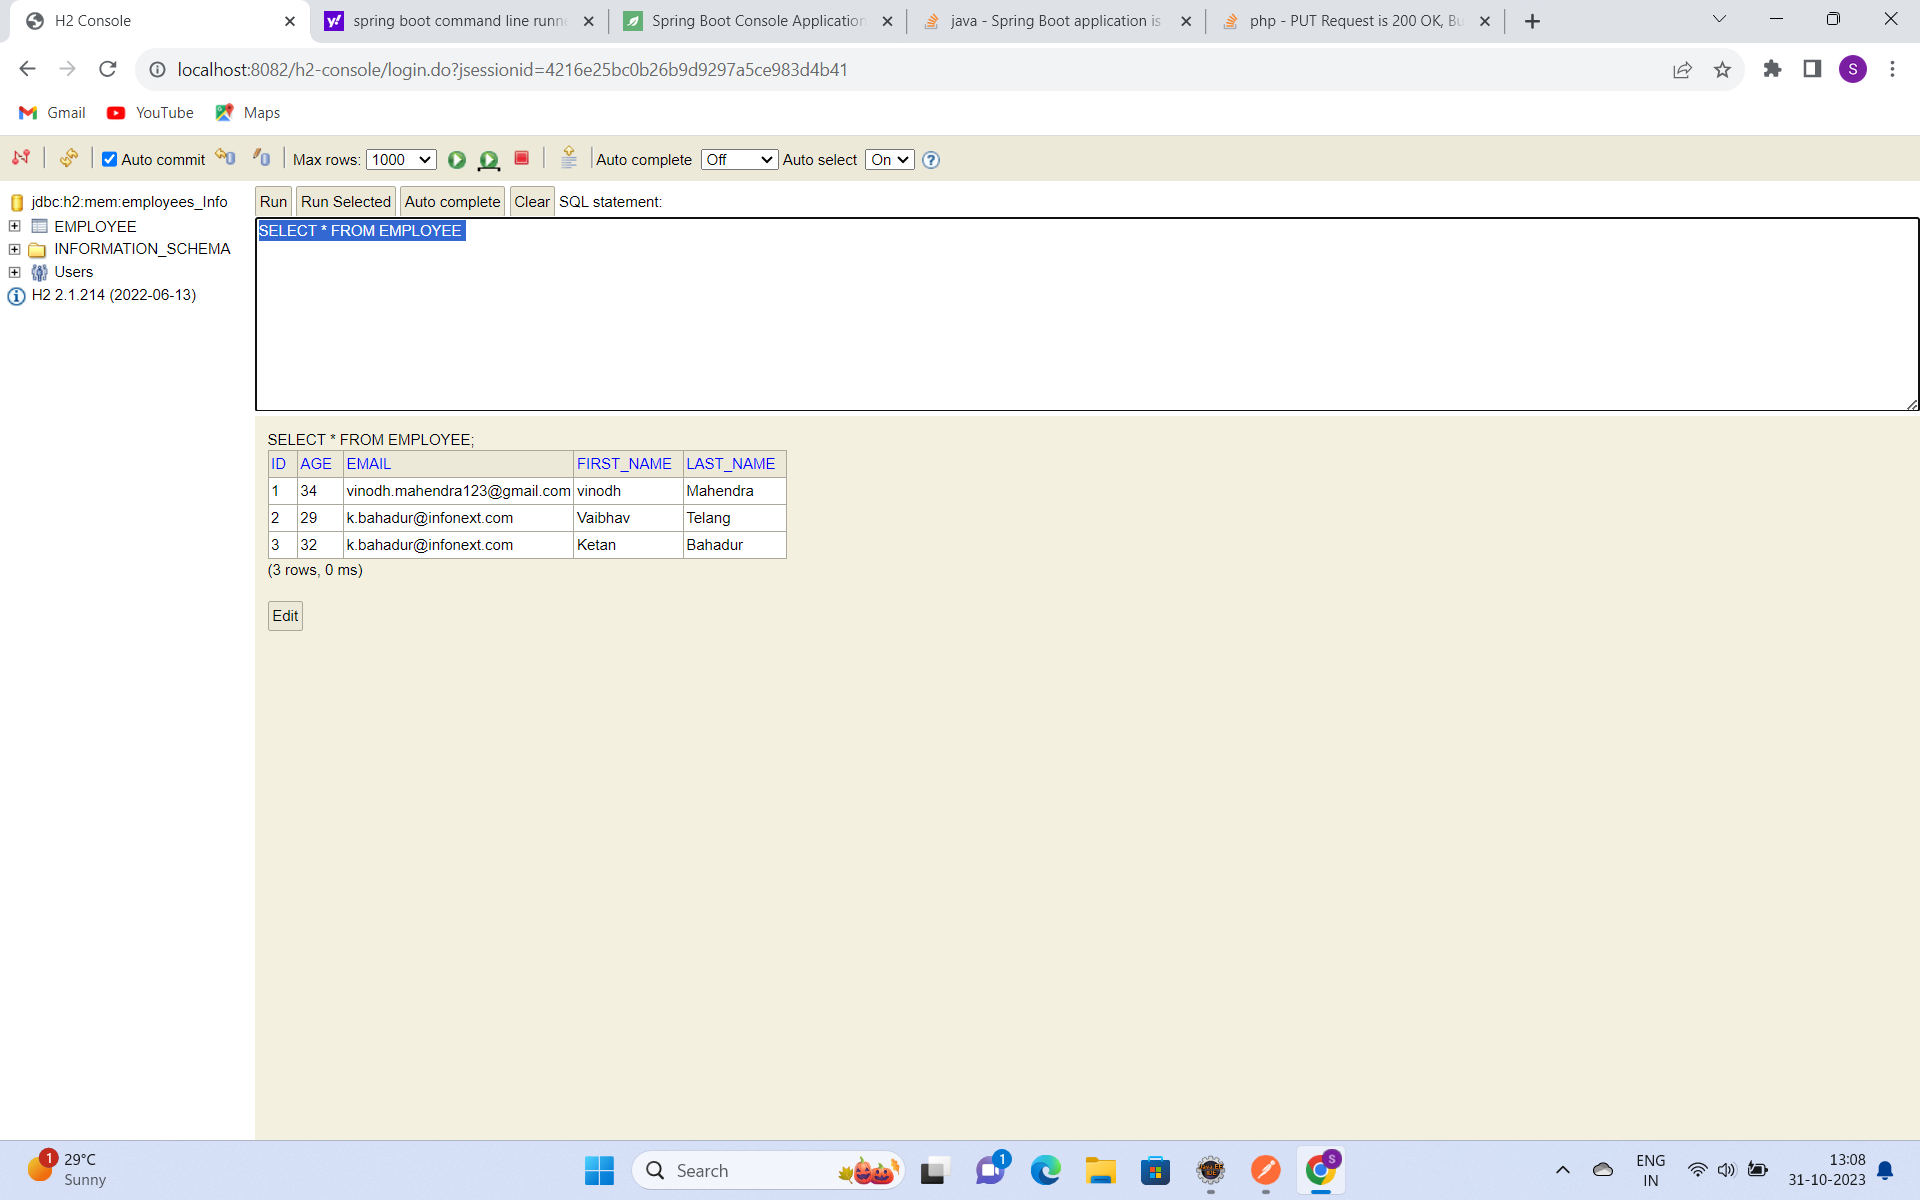 H2 Console
spring boot command line runn
Spring Boot Console Application
java - Spring Boot application is
php - PUT Request is 200 OK, Bu
localhost:8082/h2-console/login.do?jsessionid=4216e25bc0b26b9d9297a5ce983d4b41
S
Gmail YouTube Maps
Auto commit Max rows: 1000 Auto complete Off Auto select On ?
jdbc:h2:mem:employees_Info
EMPLOYEE
INFORMATION_SCHEMA
Users
H2 2.1.214 (2022-06-13)
Run Run Selected Auto complete Clear SQL statement:
SELECT * FROM EMPLOYEE
SELECT * FROM EMPLOYEE;
ID AGE EMAIL FIRST_NAME LAST_NAME
1 34 vinodh.mahendra123@gmail.com vinodh Mahendra
2 29 k.bahadur@infonext.com Vaibhav Telang
3 32 k.bahadur@infonext.com Ketan Bahadur
(3 rows, 0 ms)
Edit
1
29°C
Sunny
Search
1
S
ENG
IN
13:08
31-10-2023